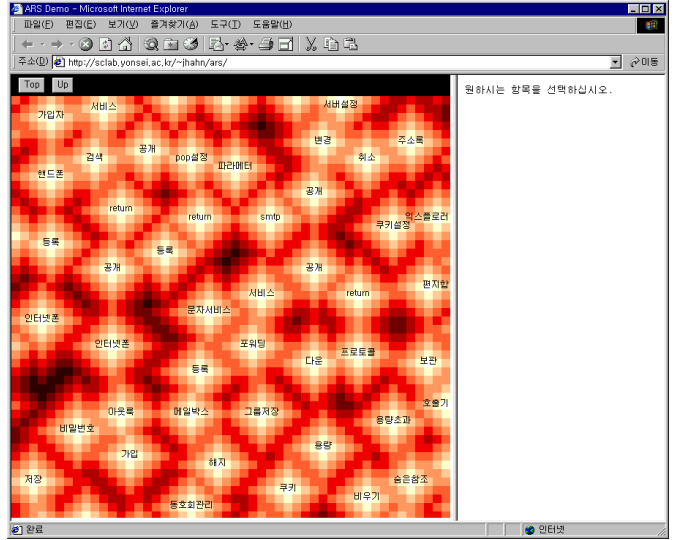 ARS Demo - Microsoft Internet Explorer
파일(F) 편집(E) 보기(V) 즐겨찾기(A) 도구(T) 도움말(H)
주소(D) http://sclab.yonsei.ac.kr/~jhahn/ars/ 이동
Top Up
원하시는 항목을 선택하십시오.
서비스 서버설정
가입자
변경 주소록
공개
검색 pop설정 취소
파라메터
핸드폰
공개
return return smtp 익스플로러
쿠키설정
등록 등록
공개 공개
편지함
서비스 return
문자서비스
인터넷폰
인터넷폰 포워딩
프로토콜
다운 보관
등록
호출기
아웃룩 메일박스 그룹저장
용량초과
비밀번호
용량
가입
해지
저장 숨은참조
쿠키
비우기
동호회관리
완료 인터넷